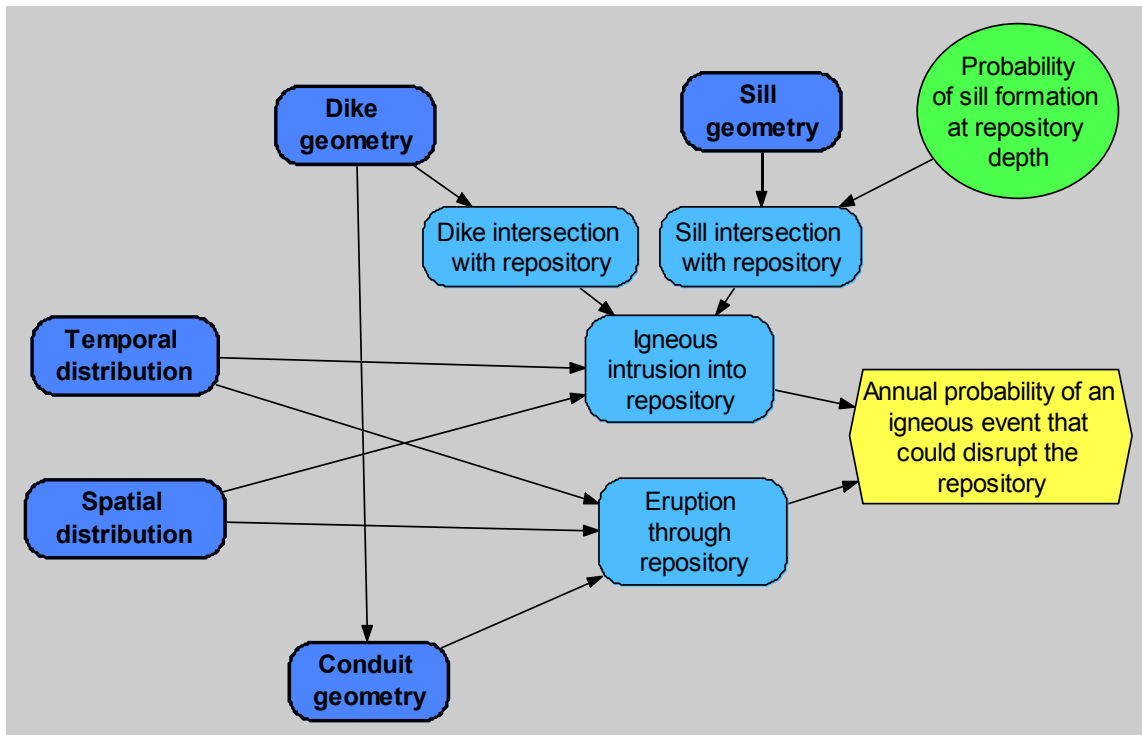 Dike
geometry
Sill
geometry
Probability
of sill formation
at repository
depth
Dike intersection
with repository
Sill intersection
with repository
Temporal
distribution
Igneous
intrusion into
repository
Annual probability of an
igneous event that
could disrupt the
repository
Spatial
distribution
Eruption
through
repository
Conduit
geometry